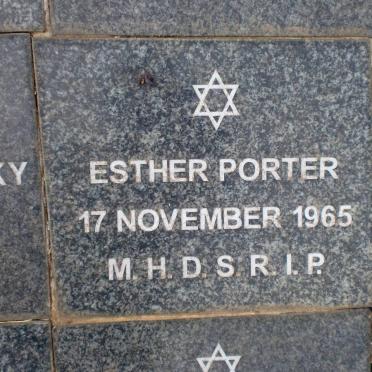 KY
ESTHER PORTER
17 NOVEMBER 1965
M. H. D. S. R. I. P.